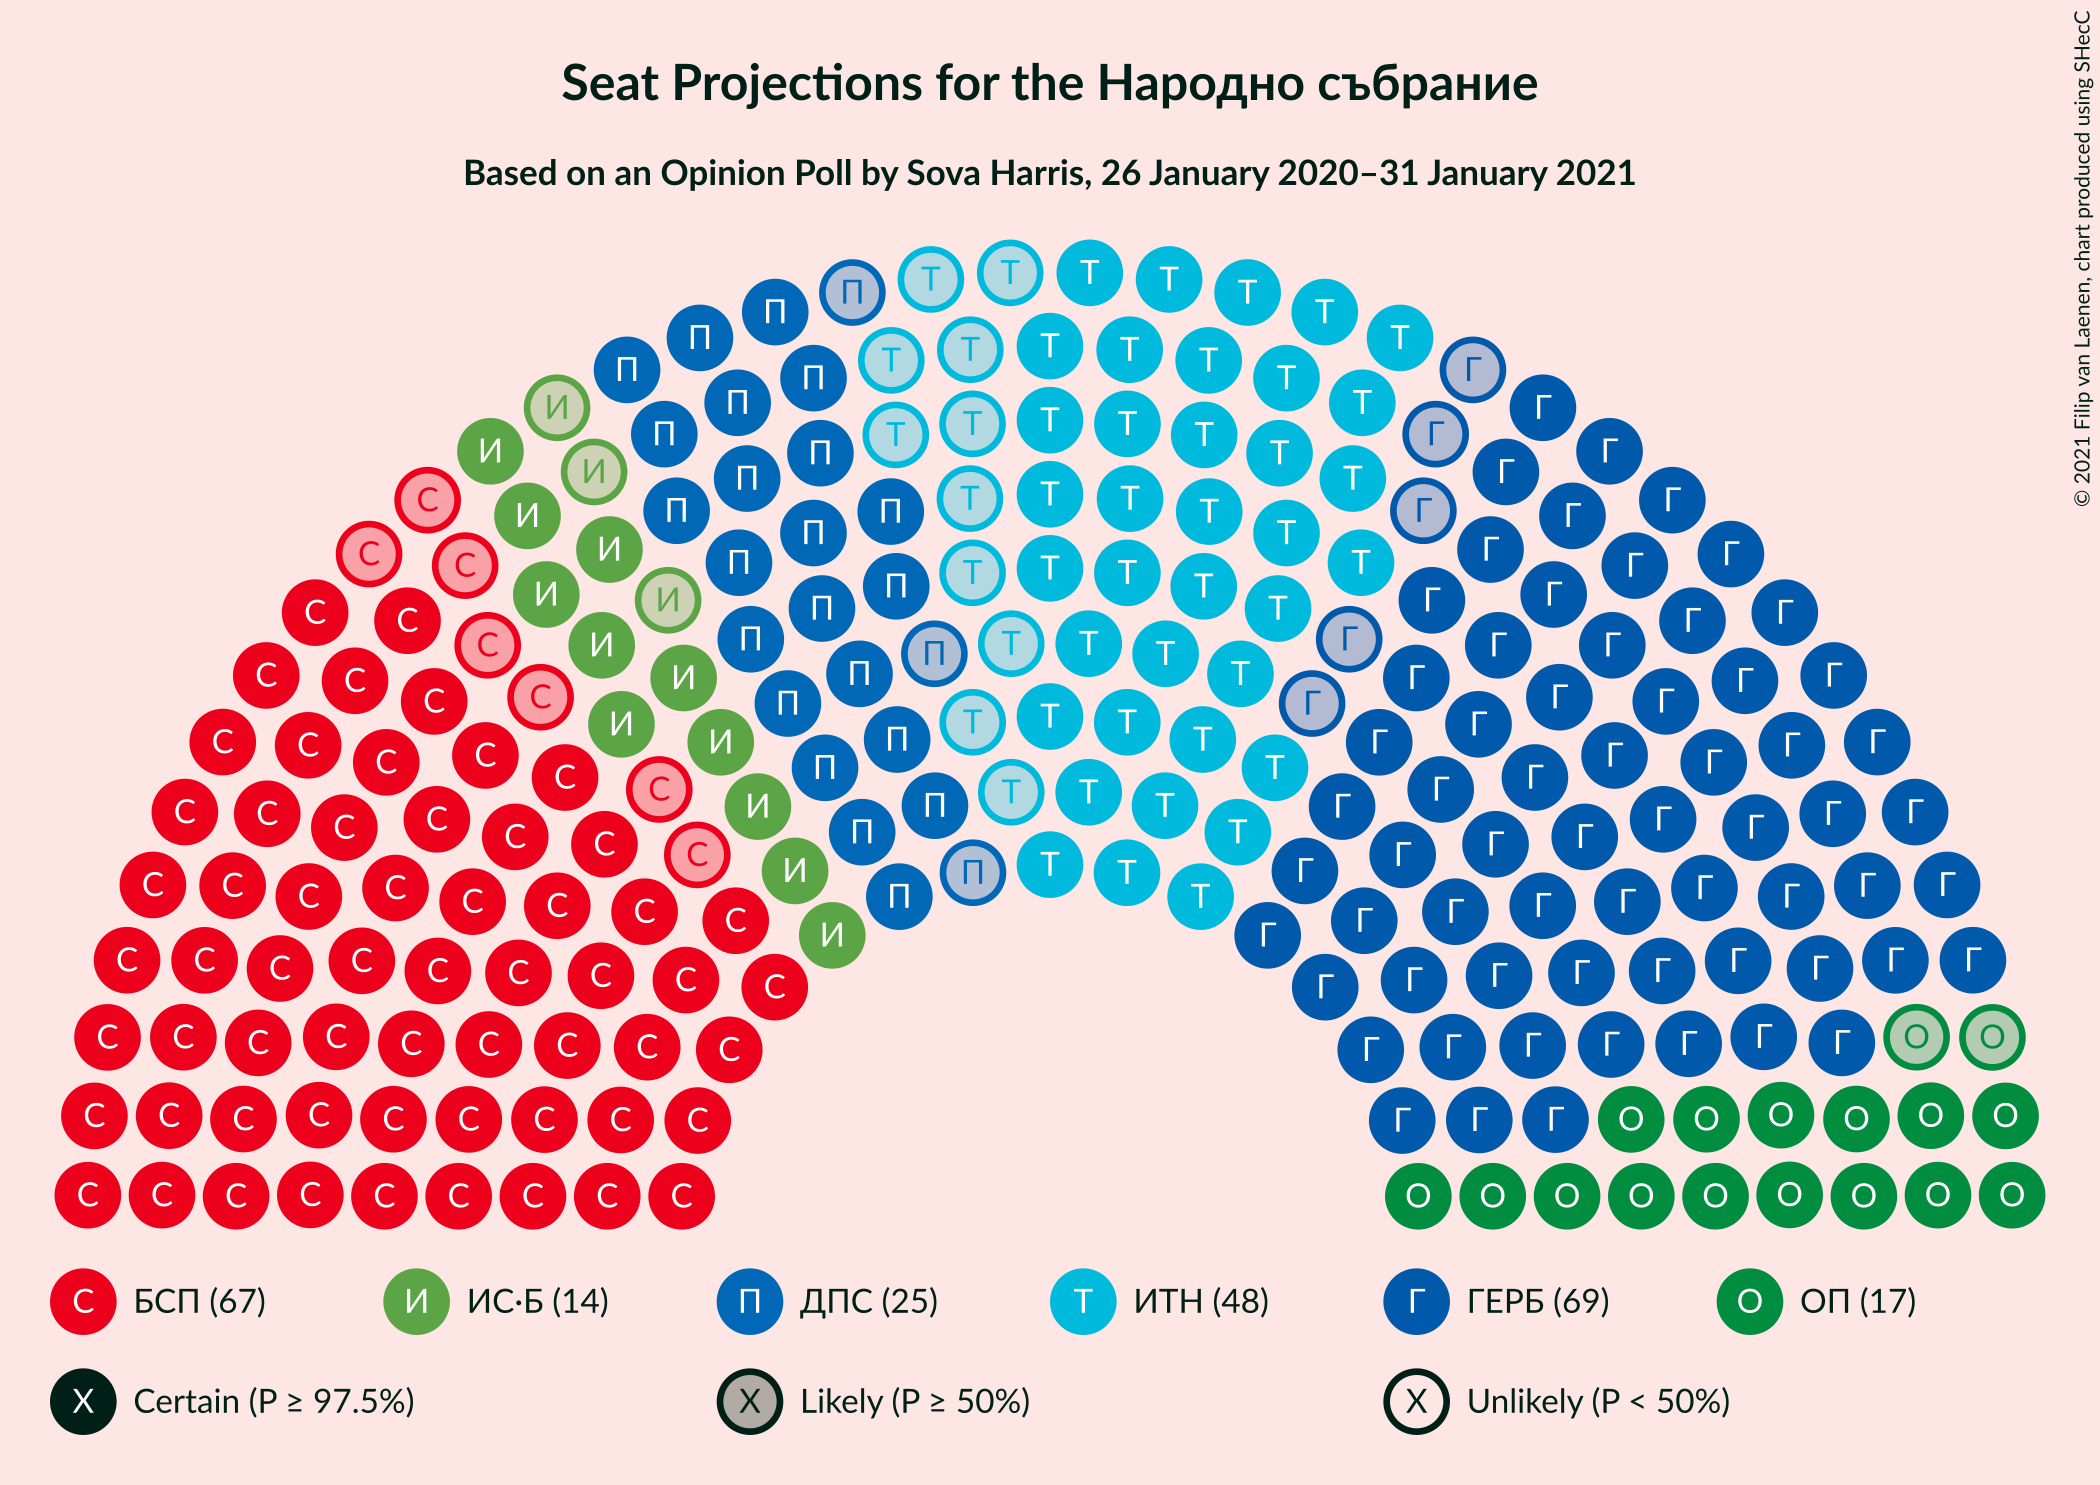 Seat Projections for the Народно събрание
Based on an Opinion Poll by Sova Harris, 26 January 2020–31 January 2021
© 2021 Filip van Laenen, chart produced using SHecC
С БСП (67) И ИС·Б (14) П ДПС (25) Т ИТН (48) Г ГЕРБ (69) О ОП (17)
X Certain (P ≥ 97.5%) X Likely (P ≥ 50%) X Unlikely (P < 50%)